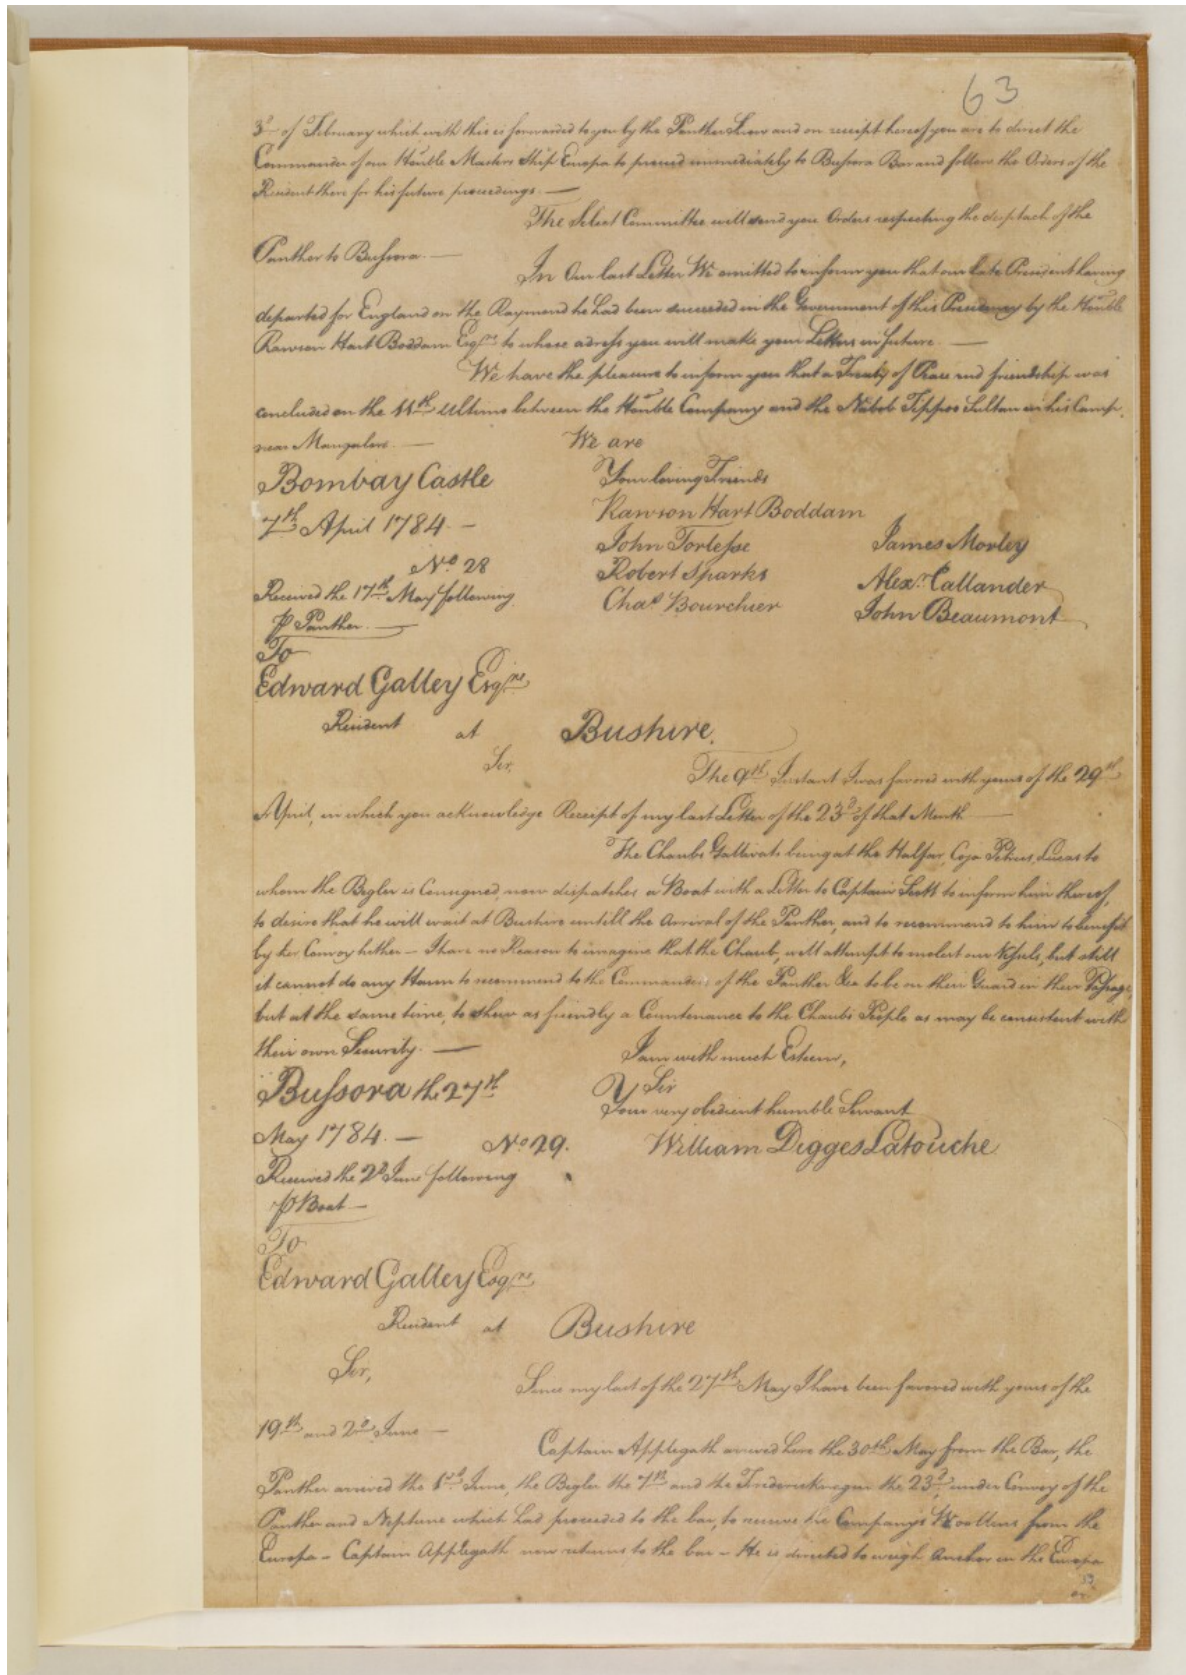 63
3d of February which with this is forwarded to you by the Panther Snow and on receipt hereof you are to direct the
Commander of our Honble Masters Ship Europa to proceed immediately to Bussora Bar and follow the Orders of the
Resident there for his future proceedings. —
The Select Committee will send you Orders respecting the disptach of the
Panther to Bussora. —
In Our last Letter We omitted to inform you that our late President having
departed for England on the Raymond he had been succeeded in the Government of this Presidency by the Honble
Rawson Hart Boddam Esqre to whose adress you will make your Letters in future. —
We have the pleasure to inform you that a Treaty of Peace and friendship was
concluded on the 11th Ultimo between the Honble Company and the Nabob Tippoo Sultan in his Camp
near Mangalore. —
We are
Bombay Castle
Your loving Friends
7th April 1784. —
Rawson Hart Boddam
John Torlesse
James Morley
No 28
Robert Sparks
Alexr Callander
Received the 17th May following
Chas Bourchier
John Beaumont
⅌ Panther. —
To
Edward Galley Esqre
Resident at Bushire.
Sir,
The 9th Instant I was favored with yours of the 29th
April, in which you acknowledge Receipt of my last Letter of the 23d of that Month —
The Chaubs Gallivats being at the Haffar, Coja Petrus, Lucas to
whom the Bigler is Consigned, now dispatches a Boat with a Letter to Captain Scott to inform him thereof,
to desire that he will wait at Bushire untill the Arrival of the Panther, and to recommend to him to benefit
by her Convoy hither – I have no Reason to imagine that the Chaub, will attempt to molest our Vessels, but still
it cannot do any Harm to recommend to the Commanders of the Panther &ca to be on their Guard in their Passage,
but at the same time, to shew as friendly a Countenance to the Chaubs People as may be consistent with
their own Security. —
I am with much Esteem,
Sir
Bussora the 27th
Your very obedient humble Servant
May 1784. —
No 29.
William Digges Latouche
Received the 2d June following
⅌ Boat —
To
Edward Galley Esqre
Resident at Bushire
Sir,
Since my last of the 27th May I have been favored with yours of the
19th and 2d June —
Captain Applegath arrived here the 30th May from the Bar, the
Panther arrived the 1st June, the Bigler the 7th and the Fredericknagur the 23d, under Convoy of the
Panther and Neptune which had proceeded to the bar, to receive the Companys Woollens from the
Europa – Captain Applegath now returns to the bar – He is directed to weigh Anchor in the Europa